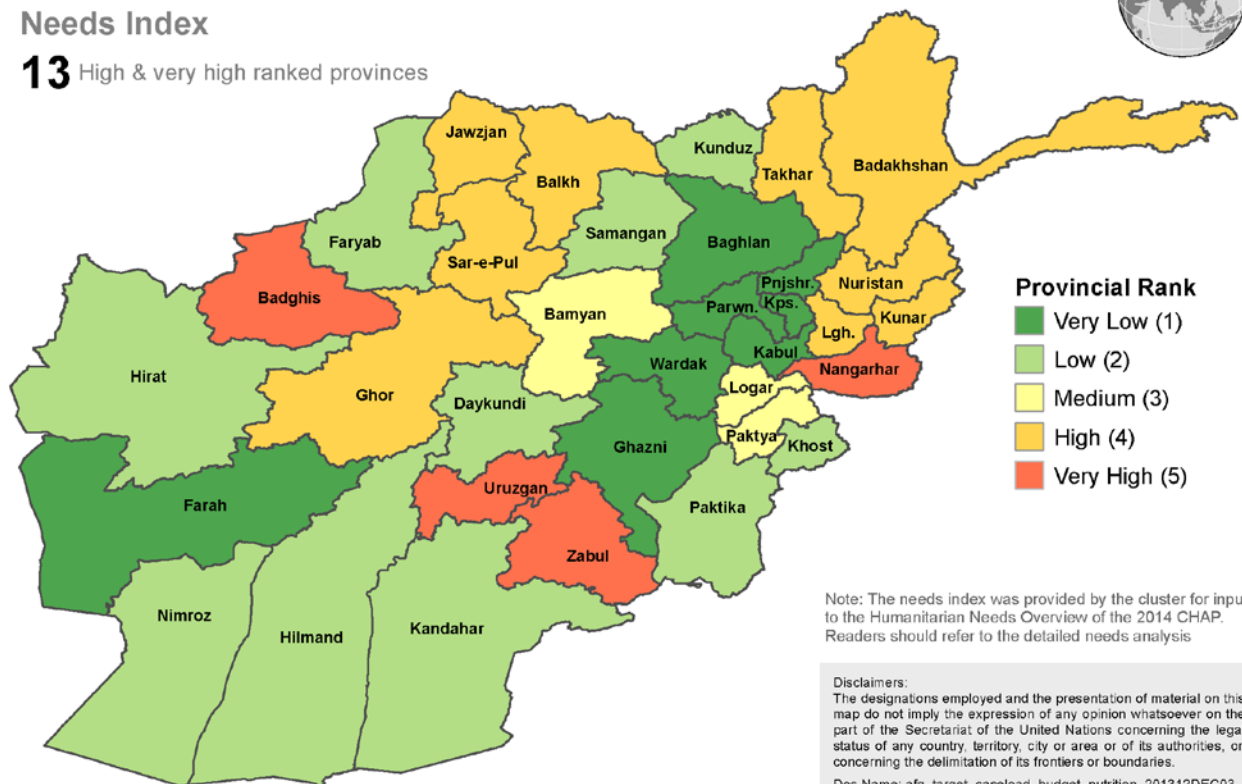 Needs Index
13 High & very high ranked provinces
Jawzjan
Kunduz
Balkh
Takhar
Badakhshan
Samangan
Faryab
Baghlan
Sar-e-Pul
Nuristan
Pnjshr.
Badghis
Kps.
Parwn.
Bamyan
Kunar
Lgh.
Kabul
Wardak
Nangarhar
Hirat
Logar
Ghor
Daykundi
Paktya
Khost
Ghazni
Uruzgan
Farah
Paktika
Zabul
Nimroz
Kandahar
Hilmand
Provincial Rank
Very Low (1)
Low (2)
Medium (3)
High (4)
Very High (5)
Note: The needs index was provided by the cluster for inpu
to the Humanitarian Needs Overview of the 2014 CHAP.
Readers should refer to the detailed needs analysis
Disclaimers:
The designations employed and the presentation of material on this
map do not imply the expression of any opinion whatsoever on the
part of the Secretariat of the United Nations concerning the lega
status of any country, territory, city or area or of its authorities, or
concerning the delimitation of its frontiers or boundaries.
Doc Name: afg_target_caseload_budget_nutrition_201312DEC03